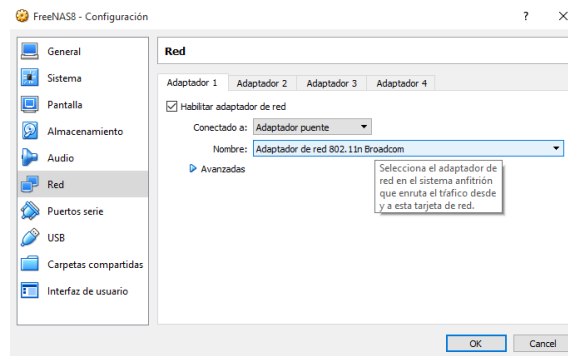 FreeNAS8 - Configuración
General
Sistema
Pantalla
Almacenamiento
Audio
Red
Puertos serie
USB
Carpetas compartidas
Interfaz de usuario
Red
Adaptador 1 Adaptador 2 Adaptador 3 Adaptador 4
Habilitar adaptador de red
Conectado a: Adaptador puente
Nombre: Adaptador de red 802.11n Broadcom
Avanzadas
Selecciona el adaptador de
red en el sistema anfitrión
que enruta el tráfico desde
y a esta tarjeta de red.
OK Cancel